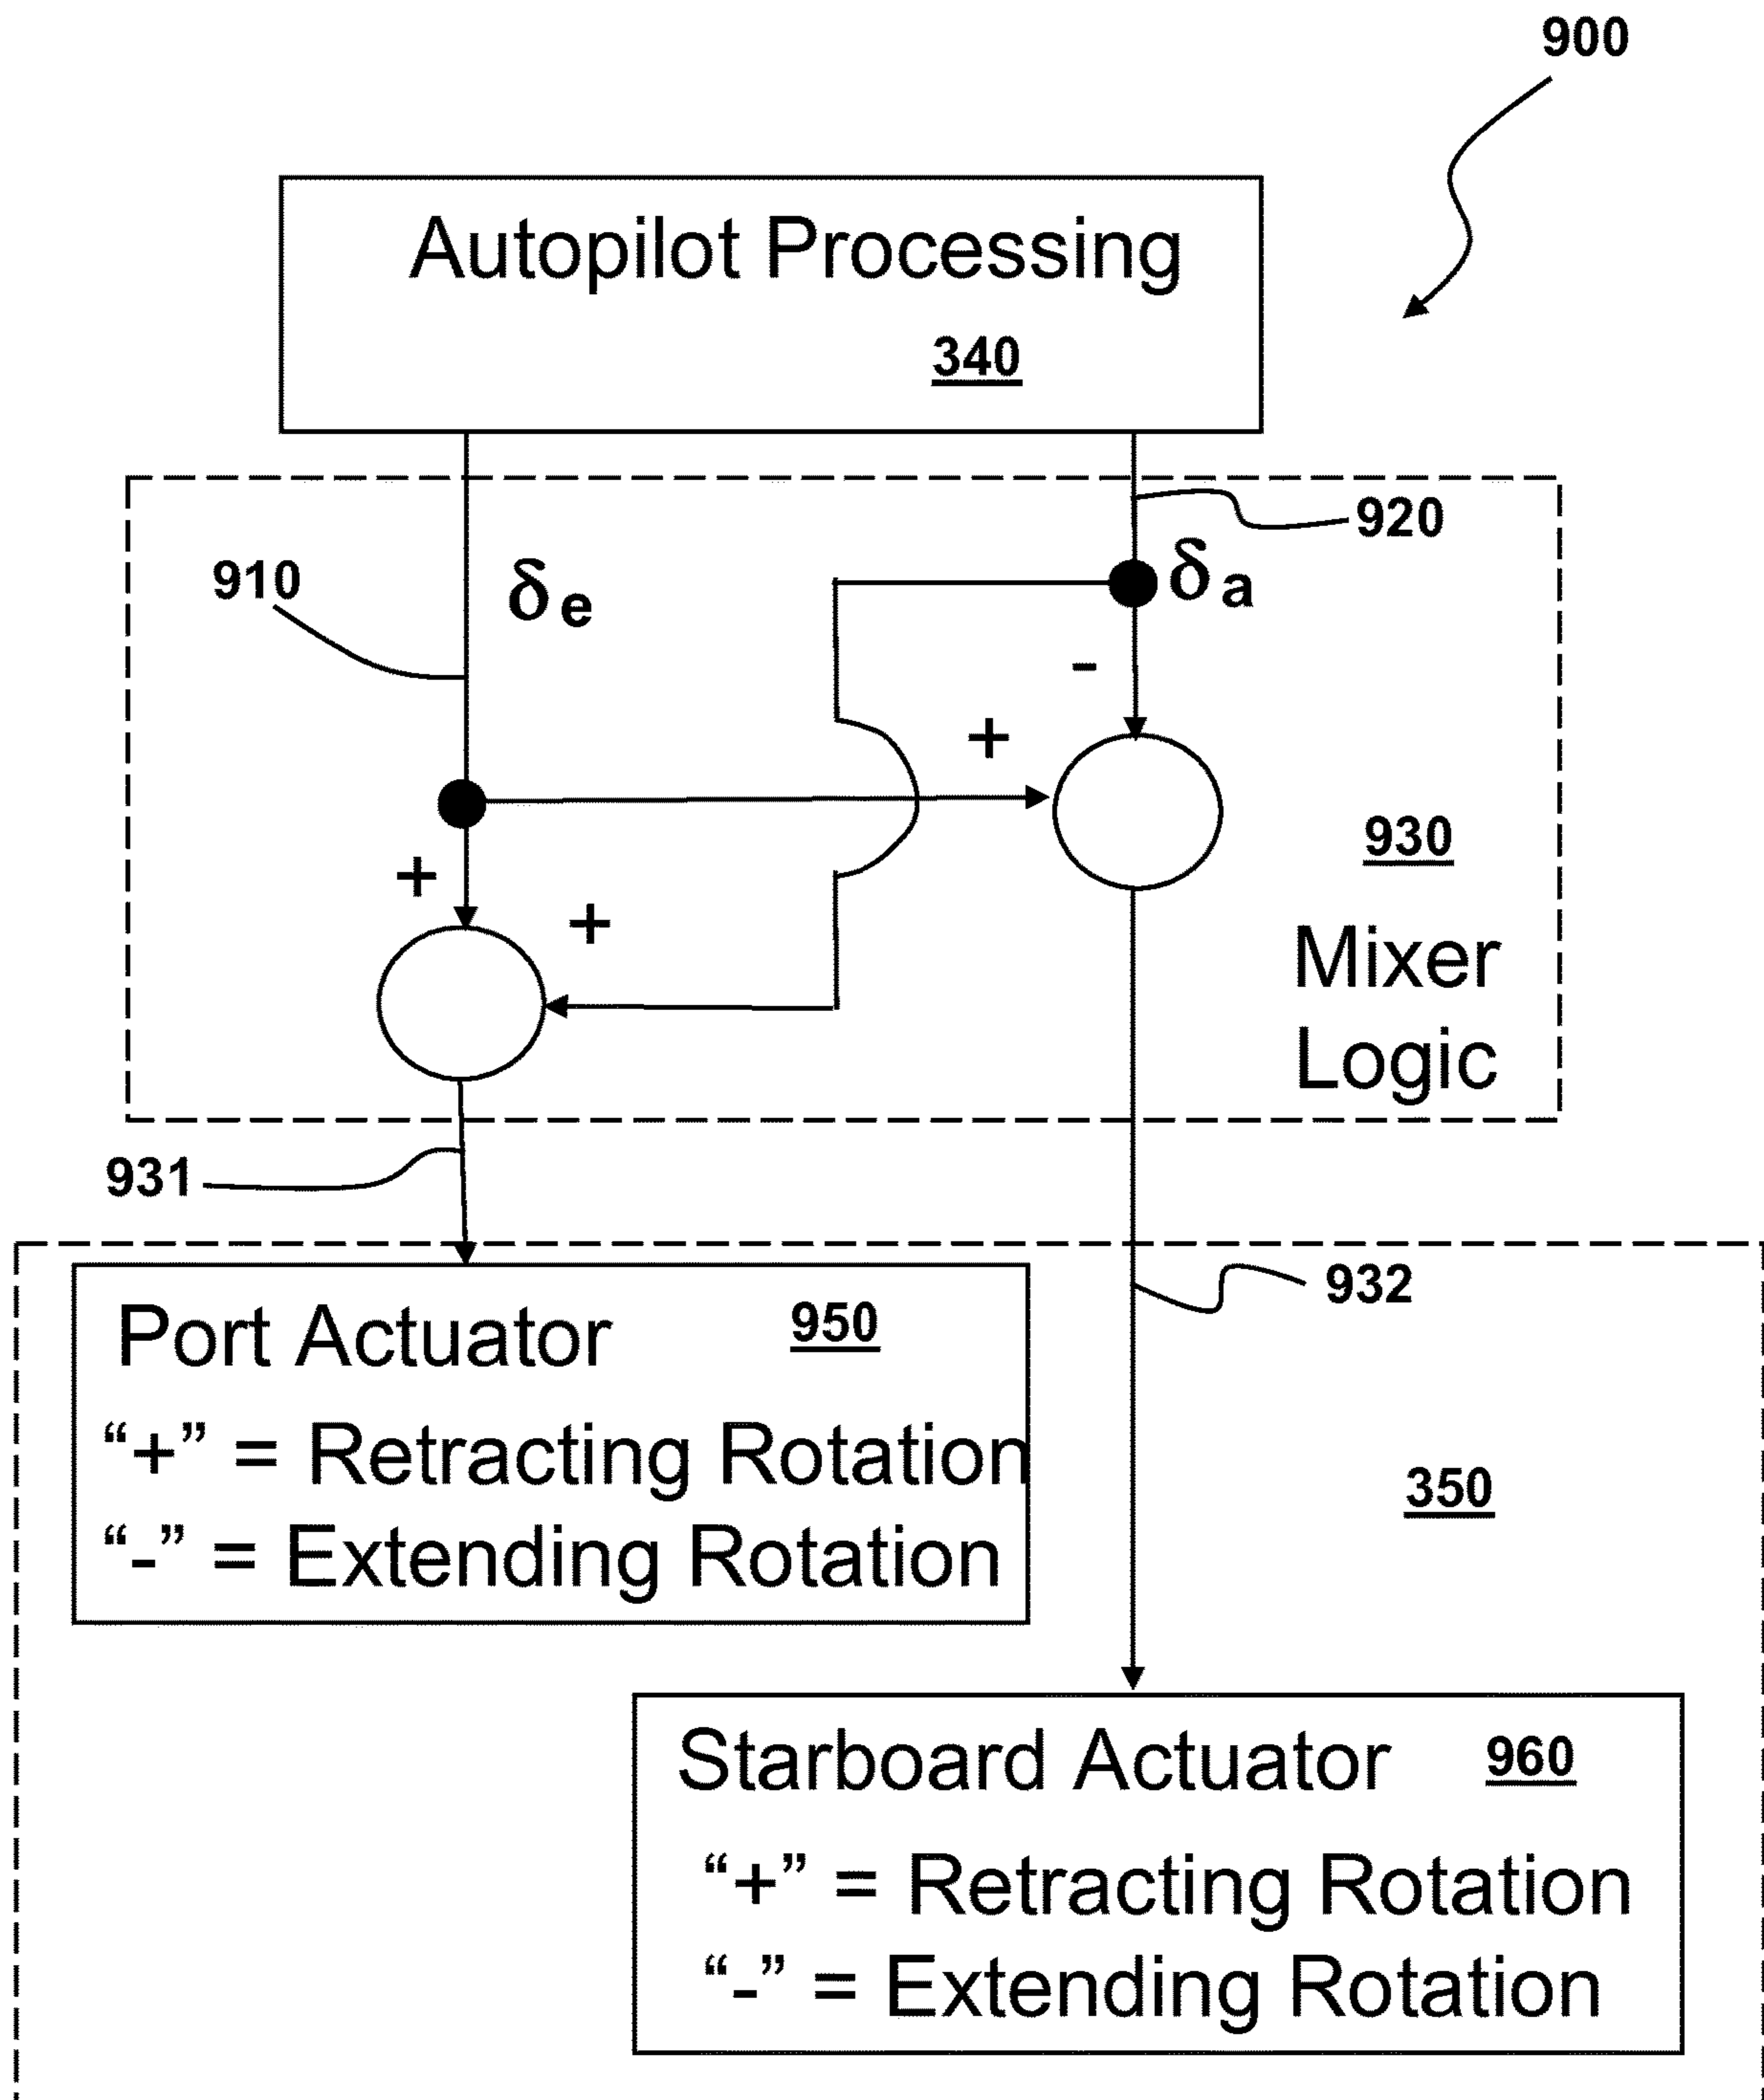 900
Autopilot Processing
340
920
910
δe
δa
-
+
930
+
+
Mixer
Logic
931
932
Port Actuator 950
“+” = Retracting Rotation
“-” = Extending Rotation
350
Starboard Actuator 960
“+” = Retracting Rotation
“-” = Extending Rotation